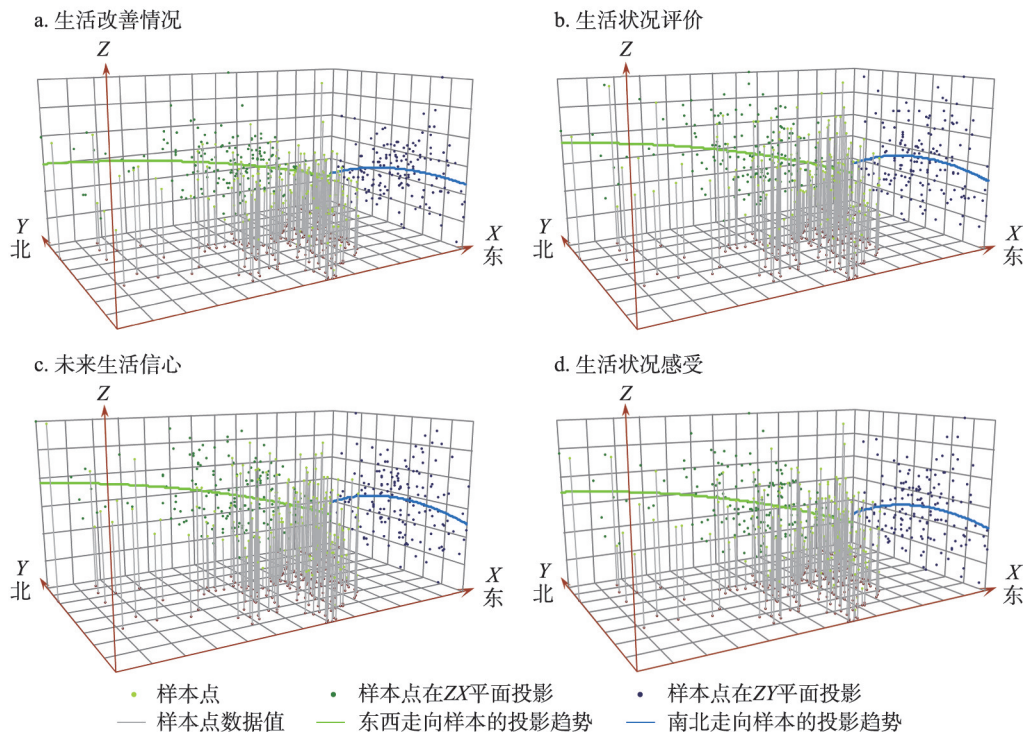 a. 生活改善情况
Z
Y
北
X
东
b. 生活状况评价
Z
Y
北
X
东
c. 未来生活信心
Z
Y
北
X
东
d. 生活状况感受
Z
Y
北
X
东
样本点
样本点在ZX平面投影
样本点在ZY平面投影
样本点数据值
东西走向样本的投影趋势
南北走向样本的投影趋势